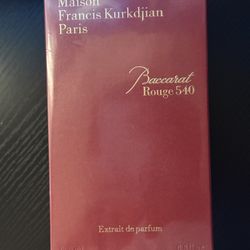 Maison
Francis Kurkdjian
Paris
Baccarat
Rouge 540
Extrait de parfum